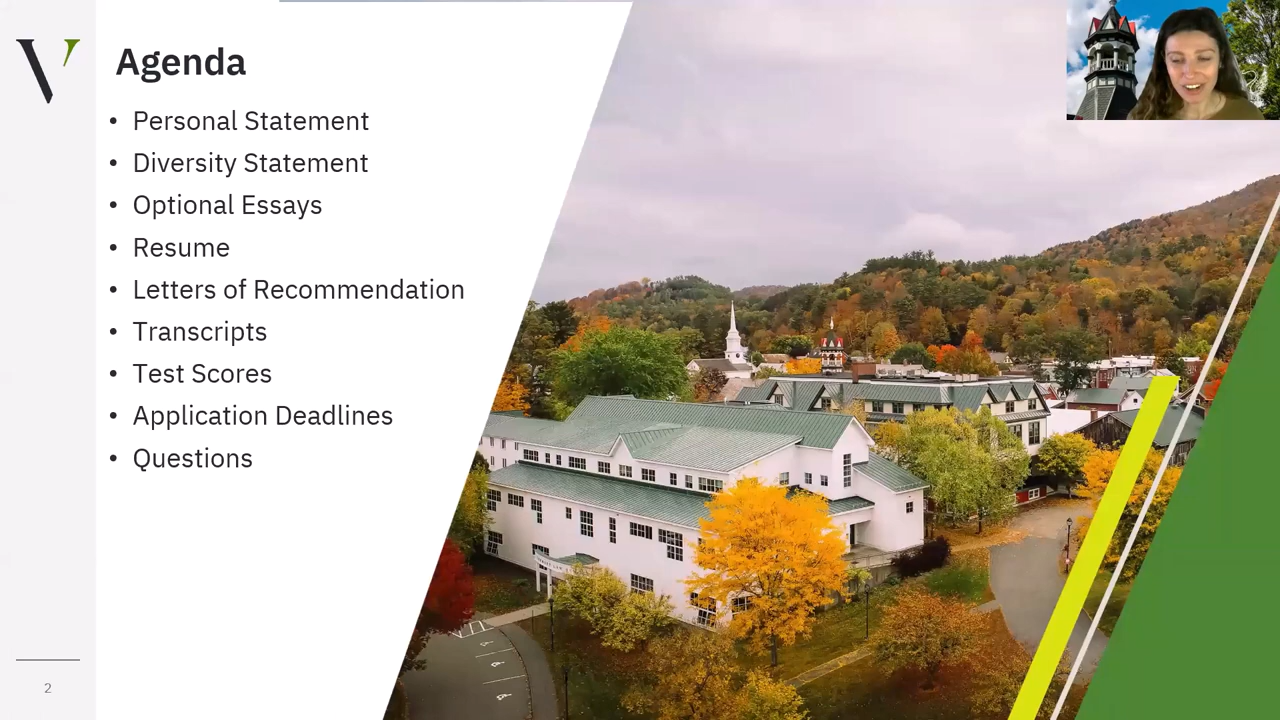 V
Agenda
• Personal Statement
• Diversity Statement
• Optional Essays
• Resume
• Letters of Recommendation
• Transcripts
• Test Scores
• Application Deadlines
• Questions
2